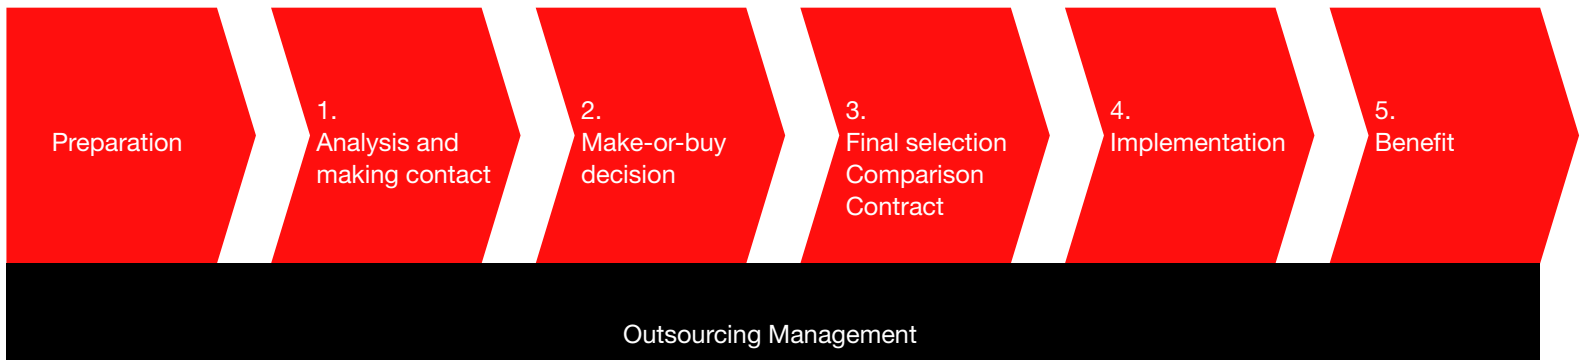 Preparation
1.
Analysis and
making contact
2.
Make-or-buy
decision
3.
Final selection
Comparison
Contract
4.
Implementation
5.
Benefit
Outsourcing Management